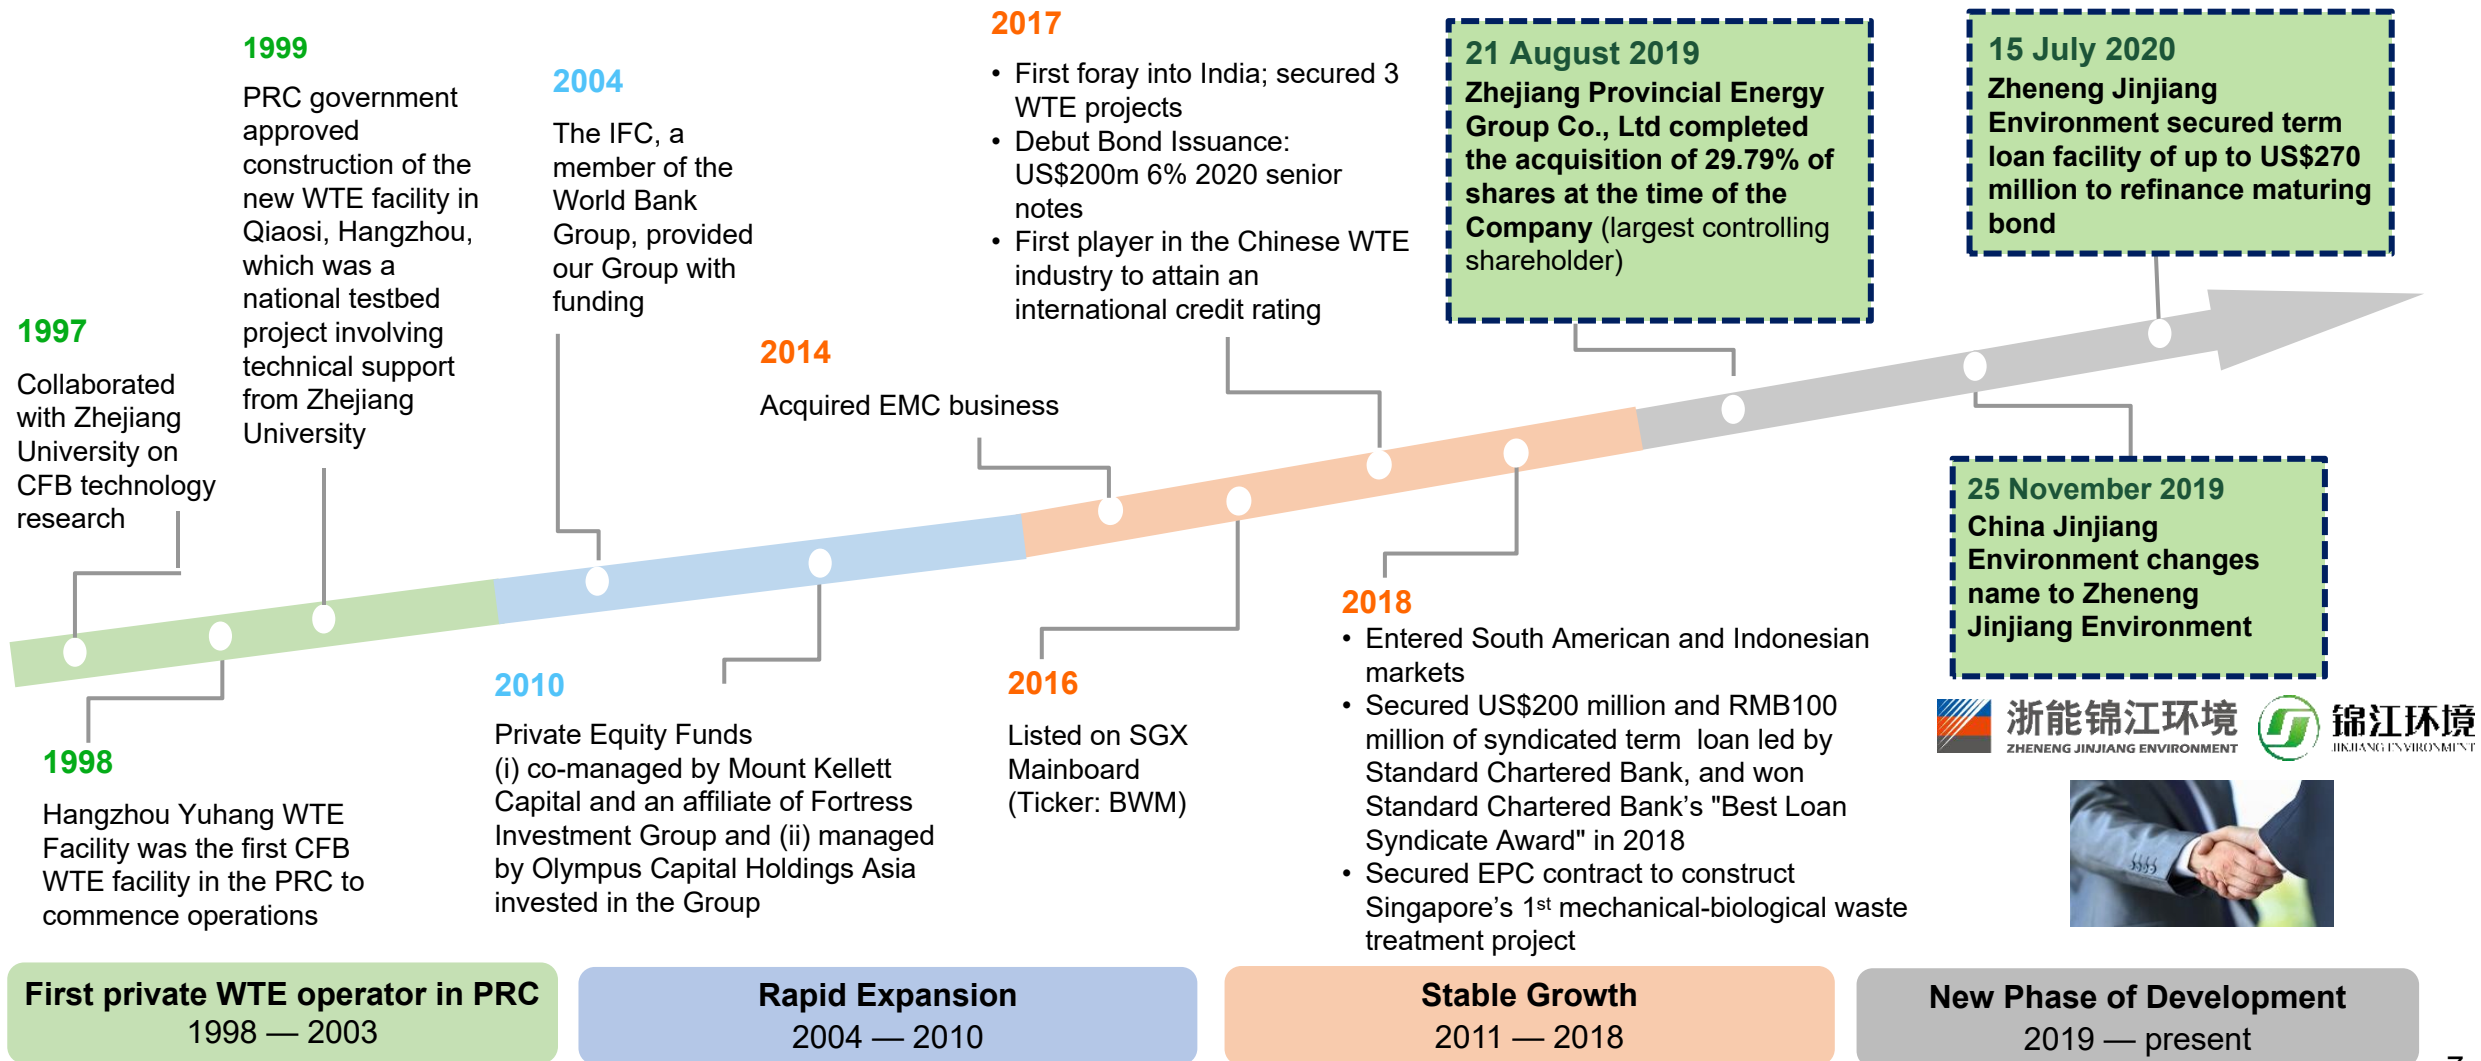 1997
Collaborated
with Zhejiang
University on
CFB technology
research
1998
Hangzhou Yuhang WTE
Facility was the first CFB
WTE facility in the PRC to
commence operations
1999
PRC government
approved
construction of the
new WTE facility in
Qiaosi, Hangzhou,
which was a
national testbed
project involving
technical support
from Zhejiang
University
2004
The IFC, a
member of the
World Bank
Group, provided
our Group with
funding
2010
Private Equity Funds
(i) co-managed by Mount Kellett
Capital and an affiliate of Fortress
Investment Group and (ii) managed
by Olympus Capital Holdings Asia
invested in the Group
2014
Acquired EMC business
2016
Listed on SGX
Mainboard
(Ticker: BWM)
2017
• First foray into India; secured 3
WTE projects
• Debut Bond Issuance:
US$200m 6% 2020 senior
notes
• First player in the Chinese WTE
industry to attain an
international credit rating
2018
• Entered South American and Indonesian
markets
• Secured US$200 million and RMB100
million of syndicated term loan led by
Standard Chartered Bank, and won
Standard Chartered Bank’s "Best Loan
Syndicate Award" in 2018
• Secured EPC contract to construct
Singapore’s 1st mechanical-biological waste
treatment project
21 August 2019
Zhejiang Provincial Energy
Group Co., Ltd completed
the acquisition of 29.79% of
shares at the time of the
Company (largest controlling
shareholder)
25 November 2019
China Jinjiang
Environment changes
name to Zheneng
Jinjiang Environment
15 July 2020
Zheneng Jinjiang
Environment secured term
loan facility of up to US$270
million to refinance maturing
bond
浙能锦江环境
ZHENENG JINJIANG ENVIRONMENT
锦江环境
JINJIANG ENVIRONMENT
First private WTE operator in PRC
1998 — 2003
Rapid Expansion
2004 — 2010
Stable Growth
2011 — 2018
New Phase of Development
2019 — present